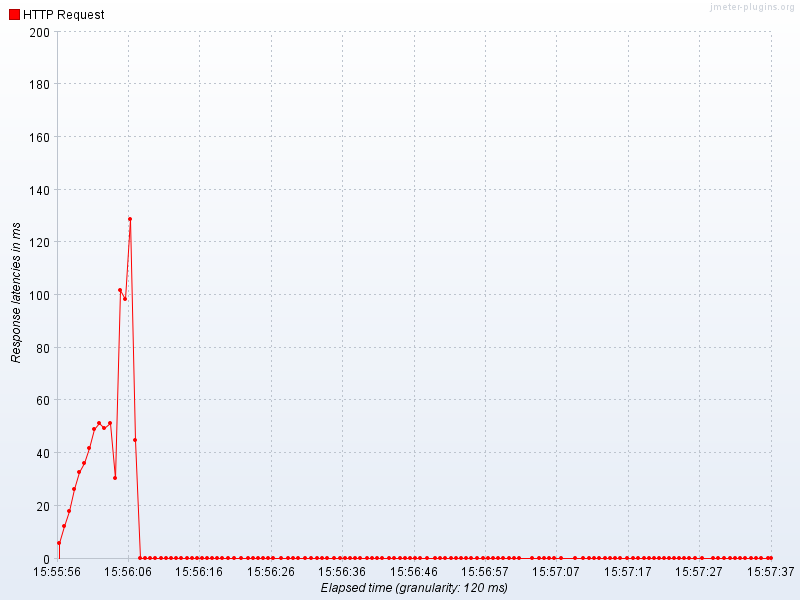 jmeter-plugins.org
HTTP Request
200
180
160
140
120
100
80
60
40
20
0
Response latencies in ms
15:55:56 15:56:06 15:56:16 15:56:26 15:56:36 15:56:46 15:56:57 15:57:07 15:57:17 15:57:27 15:57:37
Elapsed time (granularity: 120 ms)